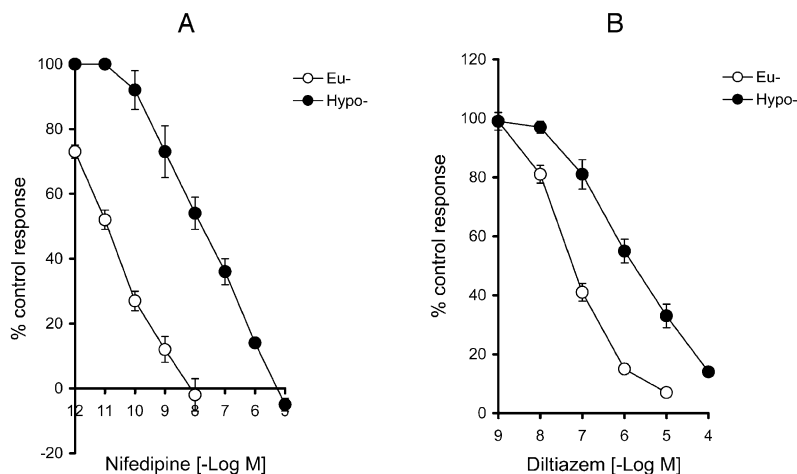 A
Eu-
Hypo-
% control response
100
80
60
40
20
0
-20
12 11 10 9 8 7 6 5
Nifedipine [-Log M]
B
Eu-
Hypo-
% control response
120
100
80
60
40
20
0
9 8 7 6 5 4
Diltiazem [-Log M]